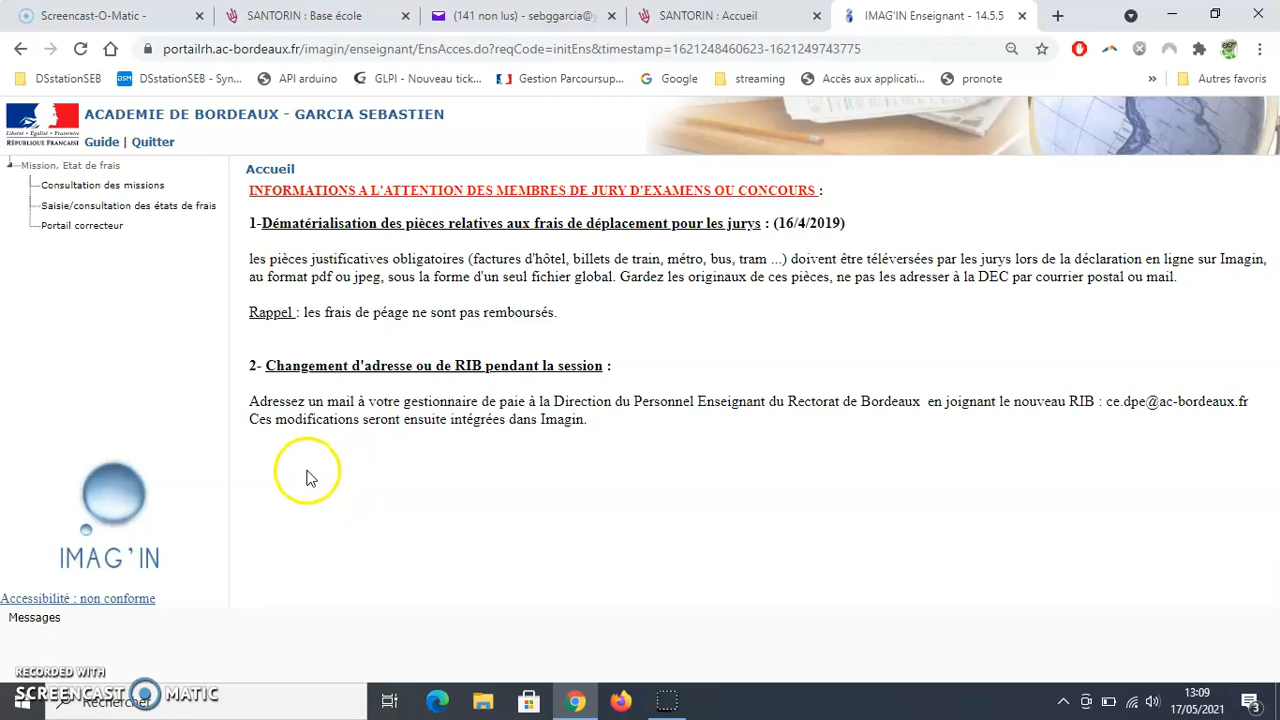 Screencast-O-Matic -
SANTORIN : Base école
(141 non lus) - sebggarcia@y
SANTORIN : Accueil
IMAG'IN Enseignant - 14.5.5
portailrh.ac-bordeaux.fr/imagin/enseignant/EnsAcces.do?reqCode=initEns&timestamp=1621248460623-1621249743775
DSstationSEB
DSM
DSstationSEB - Syn...
API arduino
GLPI - Nouveau tick...
Gestion Parcoursup...
Google
streaming
Accès aux applicati...
pronote
»
Autres favoris
ACADEMIE DE BORDEAUX - GARCIA SEBASTIEN
Liberté • Égalité • Fraternité
RÉPUBLIQUE FRANÇAISE
Guide | Quitter
Mission, Etat de frais
Consultation des missions
Saisie/consultation des états de frais
Portail correcteur
Accueil
INFORMATIONS A L'ATTENTION DES MEMBRES DE JURY D'EXAMENS OU CONCOURS :
1-Dématérialisation des pièces relatives aux frais de déplacement pour les jurys : (16/4/2019)
les pièces justificatives obligatoires (factures d'hôtel, billets de train, métro, bus, tram ...) doivent être téléversées par les jurys lors de la déclaration en ligne sur Imagin,
au format pdf ou jpeg, sous la forme d'un seul fichier global. Gardez les originaux de ces pièces, ne pas les adresser à la DEC par courrier postal ou mail.
Rappel : les frais de péage ne sont pas remboursés.
2- Changement d'adresse ou de RIB pendant la session :
Adressez un mail à votre gestionnaire de paie à la Direction du Personnel Enseignant du Rectorat de Bordeaux en joignant le nouveau RIB : ce.dpe@ac-bordeaux.fr
Ces modifications seront ensuite intégrées dans Imagin.
IMAG'IN
Accessibilité : non conforme
Messages
RECORDED WITH
SCREENCAST MATIC
Rechercher
13:09
17/05/2021
3